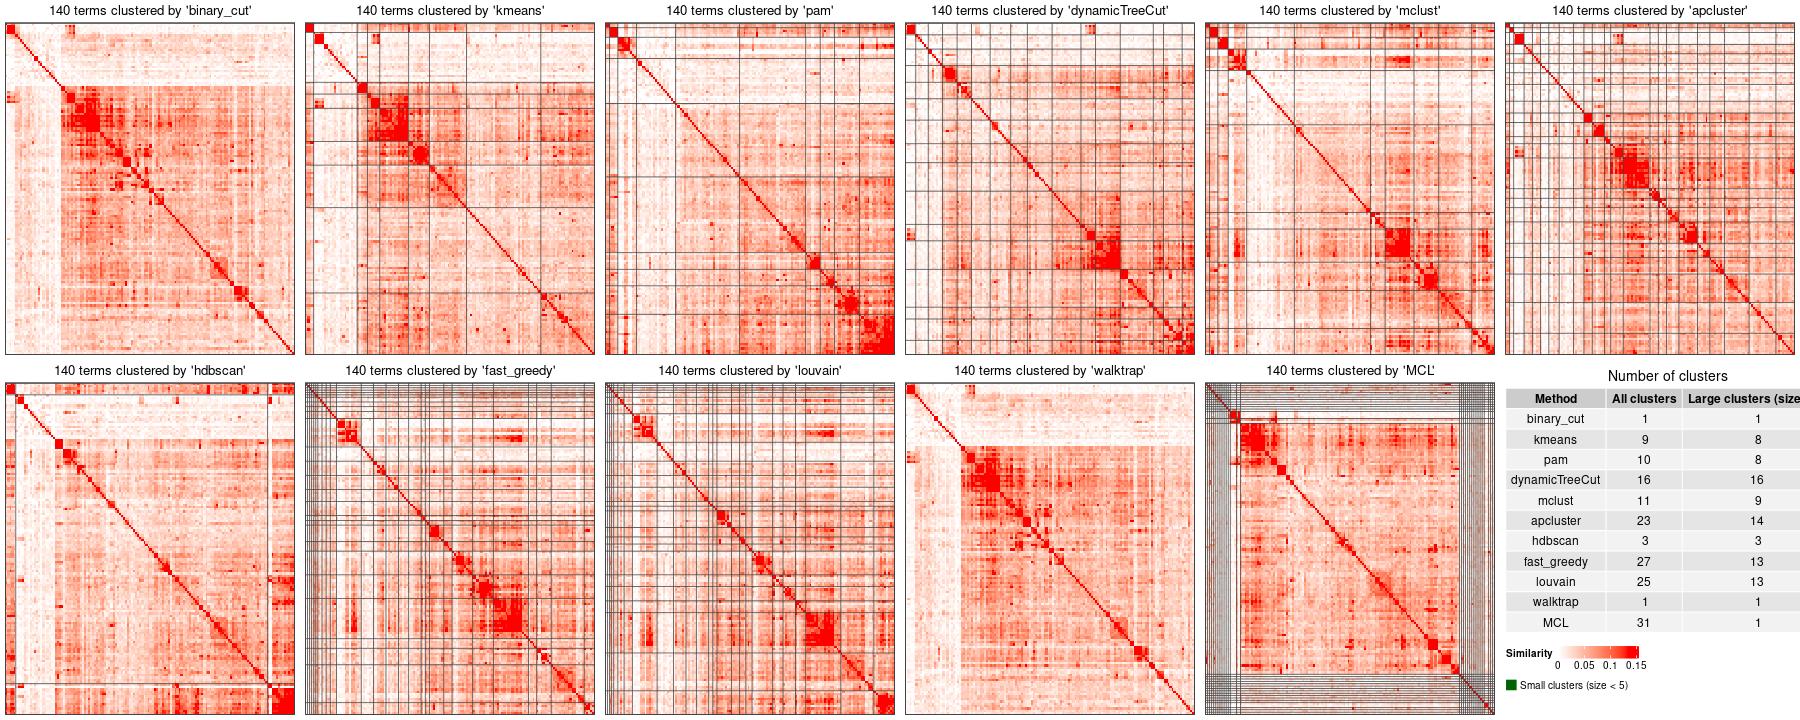 140 terms clustered by 'binary_cut'
140 terms clustered by 'kmeans'
140 terms clustered by 'pam'
140 terms clustered by 'dynamicTreeCut'
140 terms clustered by 'mclust'
140 terms clustered by 'apcluster'
140 terms clustered by 'hdbscan'
140 terms clustered by 'fast_greedy'
140 terms clustered by 'louvain'
140 terms clustered by 'walktrap'
140 terms clustered by 'MCL'
Number of clusters
Method All clusters Large clusters (size
binary_cut 1 1
kmeans 9 8
pam 10 8
dynamicTreeCut 16 16
mclust 11 9
apcluster 23 14
hdbscan 3 3
fast_greedy 27 13
louvain 25 13
walktrap 1 1
MCL 31 1
Similarity
0 0.05 0.1 0.15
Small clusters (size < 5)